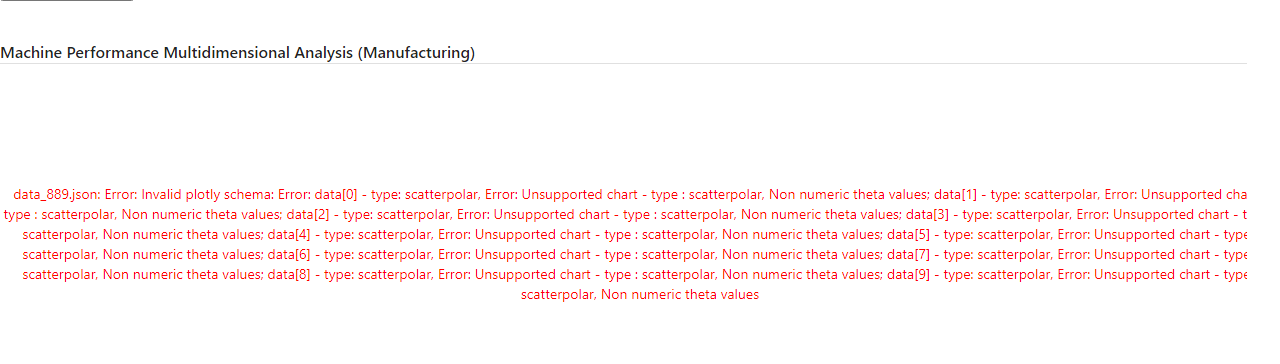 Machine Performance Multidimensional Analysis (Manufacturing)
data_889.json: Error: Invalid plotly schema: Error: data[0] - type: scatterpolar, Error: Unsupported chart - type : scatterpolar, Non numeric theta values; data[1] - type: scatterpolar, Error: Unsupported cha
type : scatterpolar, Non numeric theta values; data[2] - type: scatterpolar, Error: Unsupported chart - type : scatterpolar, Non numeric theta values; data[3] - type: scatterpolar, Error: Unsupported chart - t
scatterpolar, Non numeric theta values; data[4] - type: scatterpolar, Error: Unsupported chart - type : scatterpolar, Non numeric theta values; data[5] - type: scatterpolar, Error: Unsupported chart - type
scatterpolar, Non numeric theta values; data[6] - type: scatterpolar, Error: Unsupported chart - type : scatterpolar, Non numeric theta values; data[7] - type: scatterpolar, Error: Unsupported chart - type
scatterpolar, Non numeric theta values; data[8] - type: scatterpolar, Error: Unsupported chart - type : scatterpolar, Non numeric theta values; data[9] - type: scatterpolar, Error: Unsupported chart - type
scatterpolar, Non numeric theta values